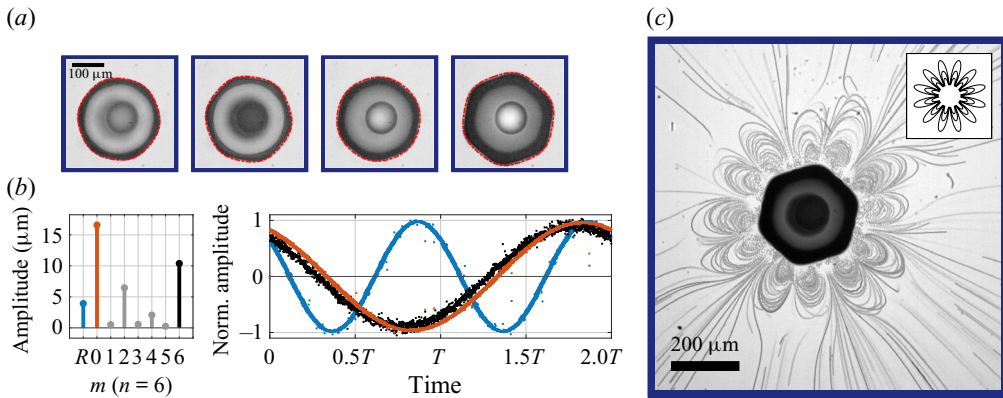 (a)
100 μm
(b)
Amplitude (μm)
15
10
5
0
R 0 1 2 3 4 5 6
m (n = 6)
Norm. amplitude
1
0
−1
0 0.5T T 1.5T 2.0T
Time
(c)
200 μm